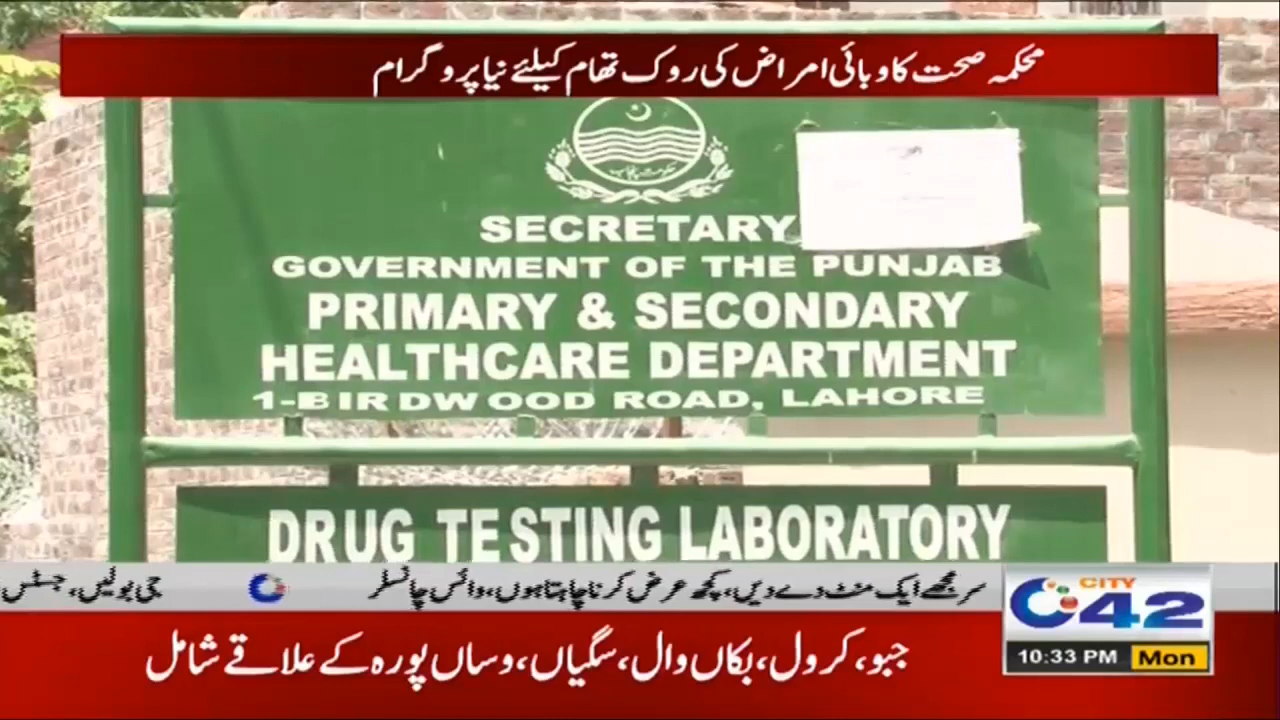 محکمہ صحت کا وبائی امراض کی روک تھام کیلئے نیا پروگرام
حکومت پنجاب
SECRETARY
GOVERNMENT OF THE PUNJAB
PRIMARY & SECONDARY
HEALTHCARE DEPARTMENT
1-BIRDWOOD ROAD, LAHORE
DRUG TESTING LABORATORY
سر مجھے ایک منٹ دے دیں، کچھ عرض کرنا چاہتا ہوں، وائس چانسلر
جی بولیں، جسٹس
CITY
42
10:33 PM Mon
جبو، کرول، بکاں وال، سگیاں، وساں پورہ کے علاقے شامل